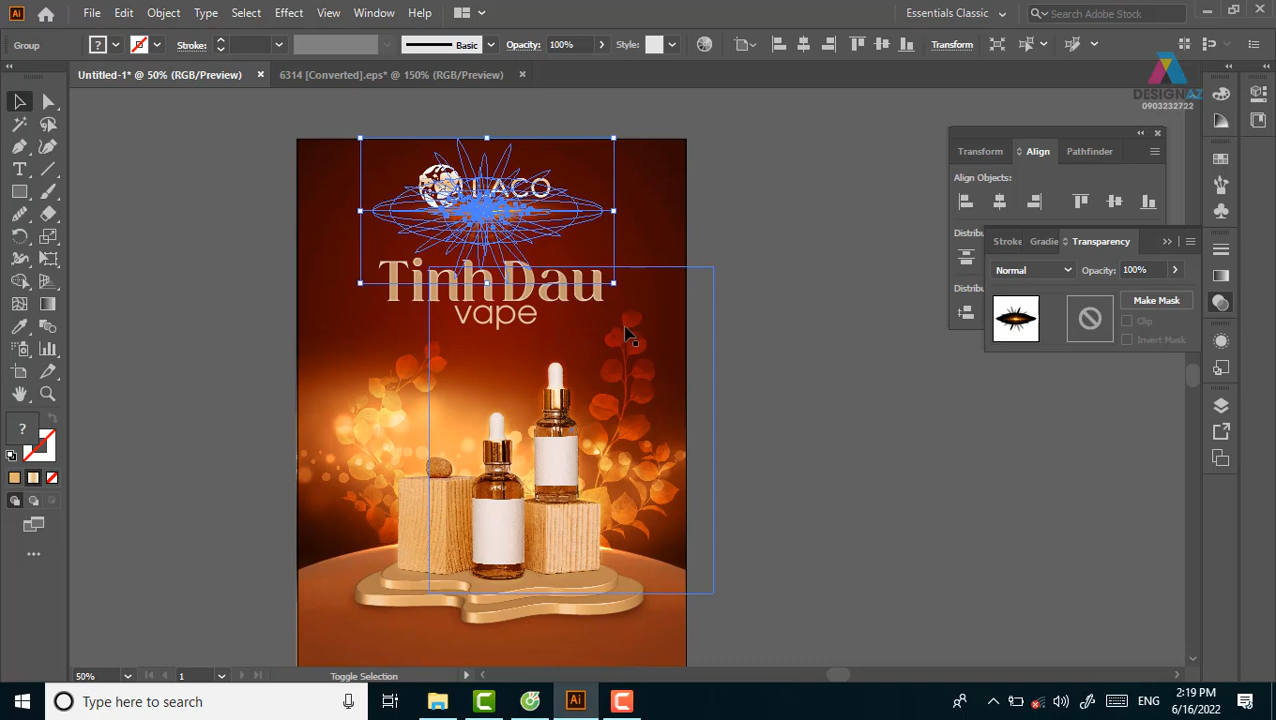 Ai File Edit Object Type Select Effect View Window Help Essentials Classic Search Adobe Stock
Group ? Stroke: Basic Opacity: 100% Style: Transform
Untitled-1* @ 50% (RGB/Preview) × 6314 [Converted].eps* @ 150% (RGB/Preview) ×
DESIGNAZ
0903232722
Transform Align Pathfinder
Align Objects:
Distribu
Distribu
Stroke Gradie Transparency
Normal Opacity: 100%
Make Mask
Clip
Invert Mask
LACO
Tinh Dau
vape
?
50% 1 Toggle Selection
Type here to search
Ai
ENG
2:19 PM
6/16/2022